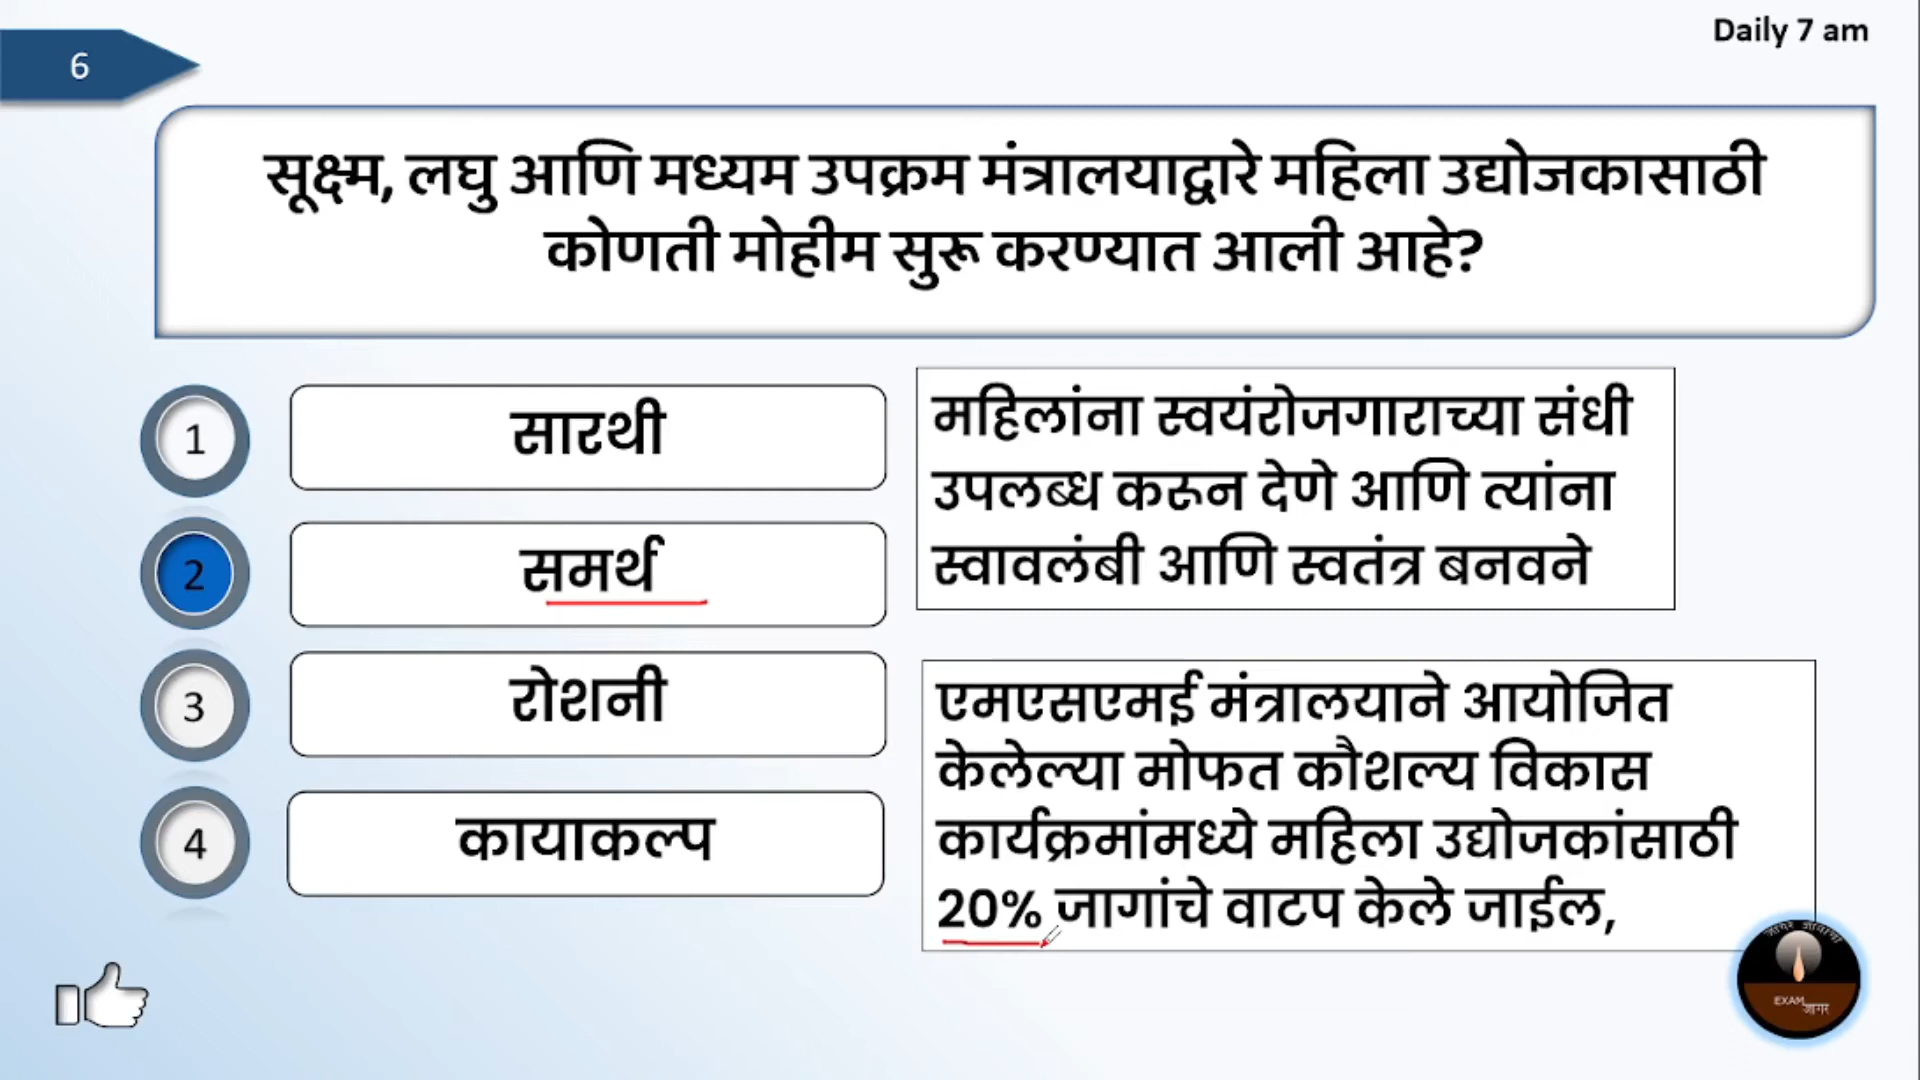 Daily 7 am
6
सूक्ष्म, लघु आणि मध्यम उपक्रम मंत्रालयाद्वारे महिला उद्योजकासाठी
कोणती मोहीम सुरू करण्यात आली आहे?
1
सारथी
2
समर्थ
3
रोशनी
4
कायाकल्प
महिलांना स्वयंरोजगाराच्या संधी
उपलब्ध करून देणे आणि त्यांना
स्वावलंबी आणि स्वतंत्र बनवने
एमएसएमई मंत्रालयाने आयोजित
केलेल्या मोफत कौशल्य विकास
कार्यक्रमांमध्ये महिला उद्योजकांसाठी
20% जागांचे वाटप केले जाईल,
EXAM
जागर